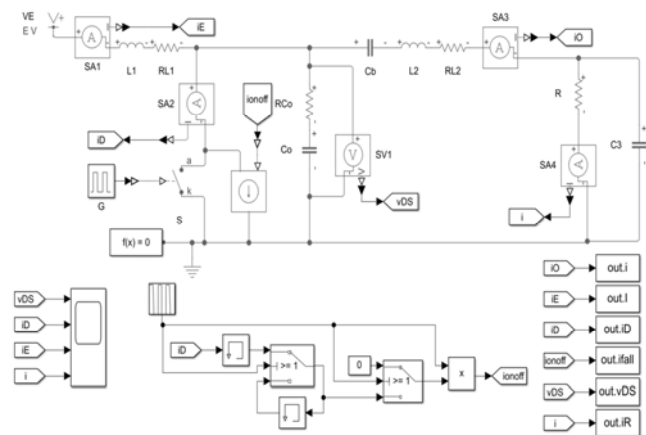 VE
E V
V+
A
SA1
iE
L1
RL1
Cb
L2
RL2
SA3
A
iO
SA2
A
iD
ionoff
RCo
Co
V
SV1
vDS
R
SA4
A
C3
i
G
a
k
S
f(x) = 0
vDS
iD
iE
i
iD
>= 1
0
>= 1
x
ionoff
iO
out.i
iE
out.I
iD
out.iD
ionoff
out.ifall
vDS
out.vDS
i
out.iR